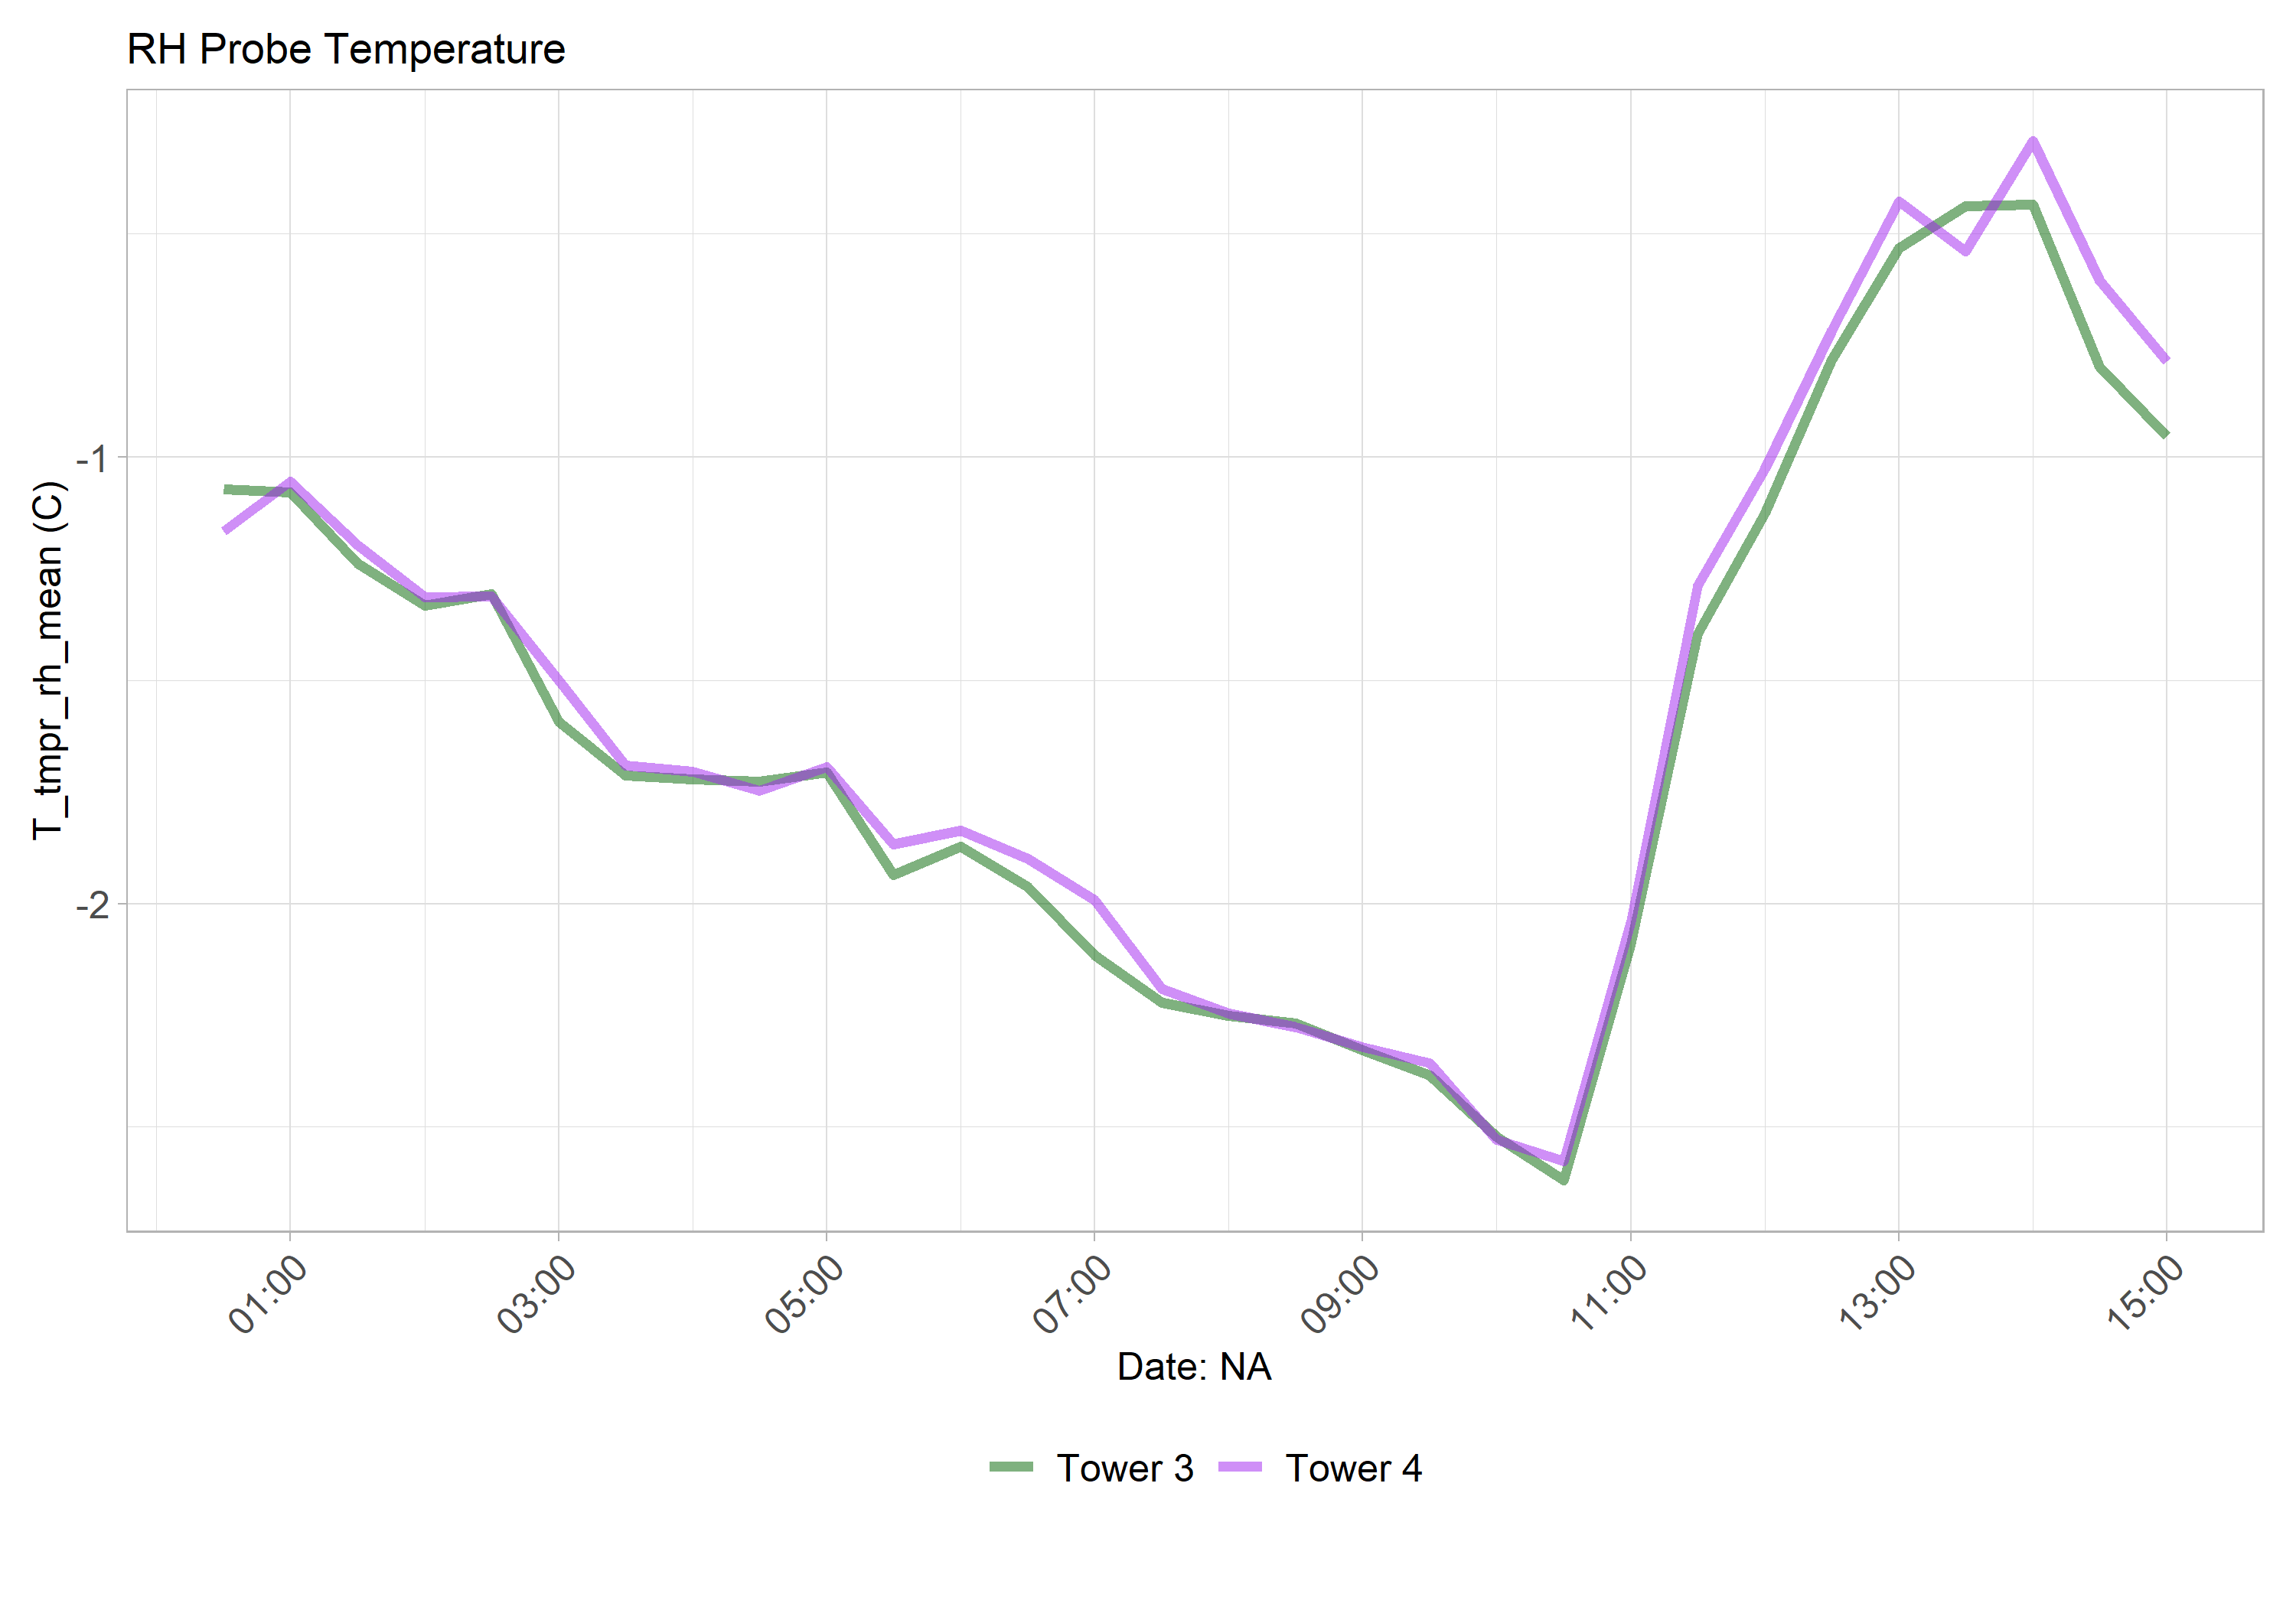 RH Probe Temperature
T_tmpr_rh_mean (C)
-1
-2
01:00
03:00
05:00
07:00
09:00
11:00
13:00
15:00
Date: NA
Tower 3
Tower 4